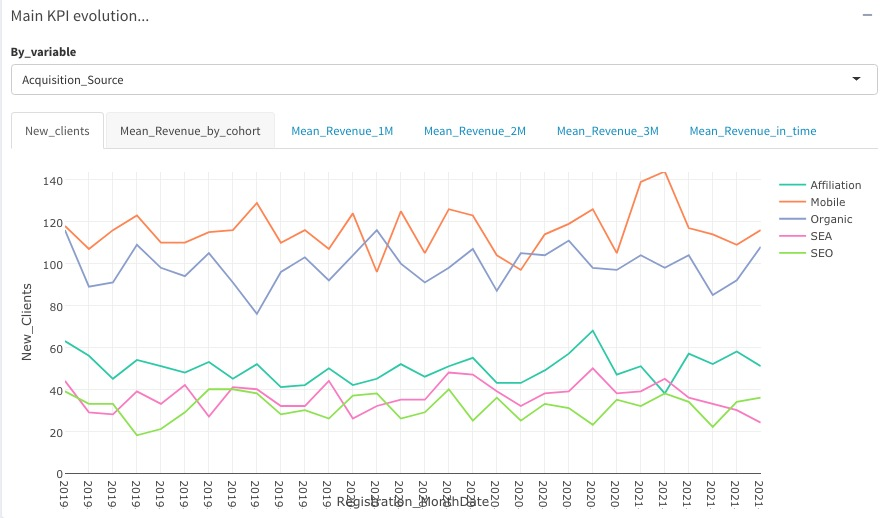 Main KPI evolution...
By_variable
Acquisition_Source
New_clients Mean_Revenue_by_cohort Mean_Revenue_1M Mean_Revenue_2M Mean_Revenue_3M Mean_Revenue_in_time
140
120
100
80
60
40
20
0
New_Clients
2019 2019 2019 2019 2019 2019 2019 2019 2019 2019 2019 2019 2020 2020 2020 2020 2020 2020 2020 2020 2020 2020 2020 2020 2021 2021 2021 2021 2021 2021
Registration_MonthDate
Affiliation
Mobile
Organic
SEA
SEO